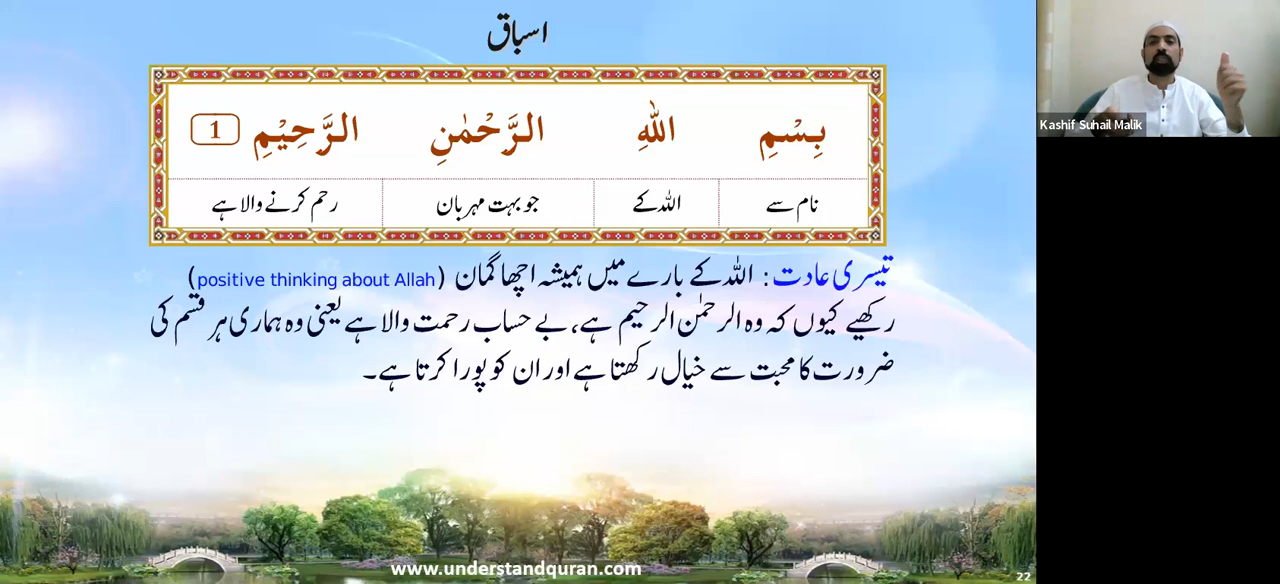 اسباق
بِسْمِ اللّٰهِ الرَّحْمٰنِ الرَّحِيْمِ 1
نام سے اللہ کے جو بہت مہربان رحم کرنے والا ہے
تیسری عادت: اللہ کے بارے میں ہمیشہ اچھا گمان (positive thinking about Allah)
رکھیے کیوں کہ وہ الرحمٰن الرحیم ہے، بے حساب رحمت والا ہے یعنی وہ ہماری ہر قسم کی
ضرورت کا محبت سے خیال رکھتا ہے اور ان کو پورا کرتا ہے۔
www.understandquran.com
22
Kashif Suhail Malik